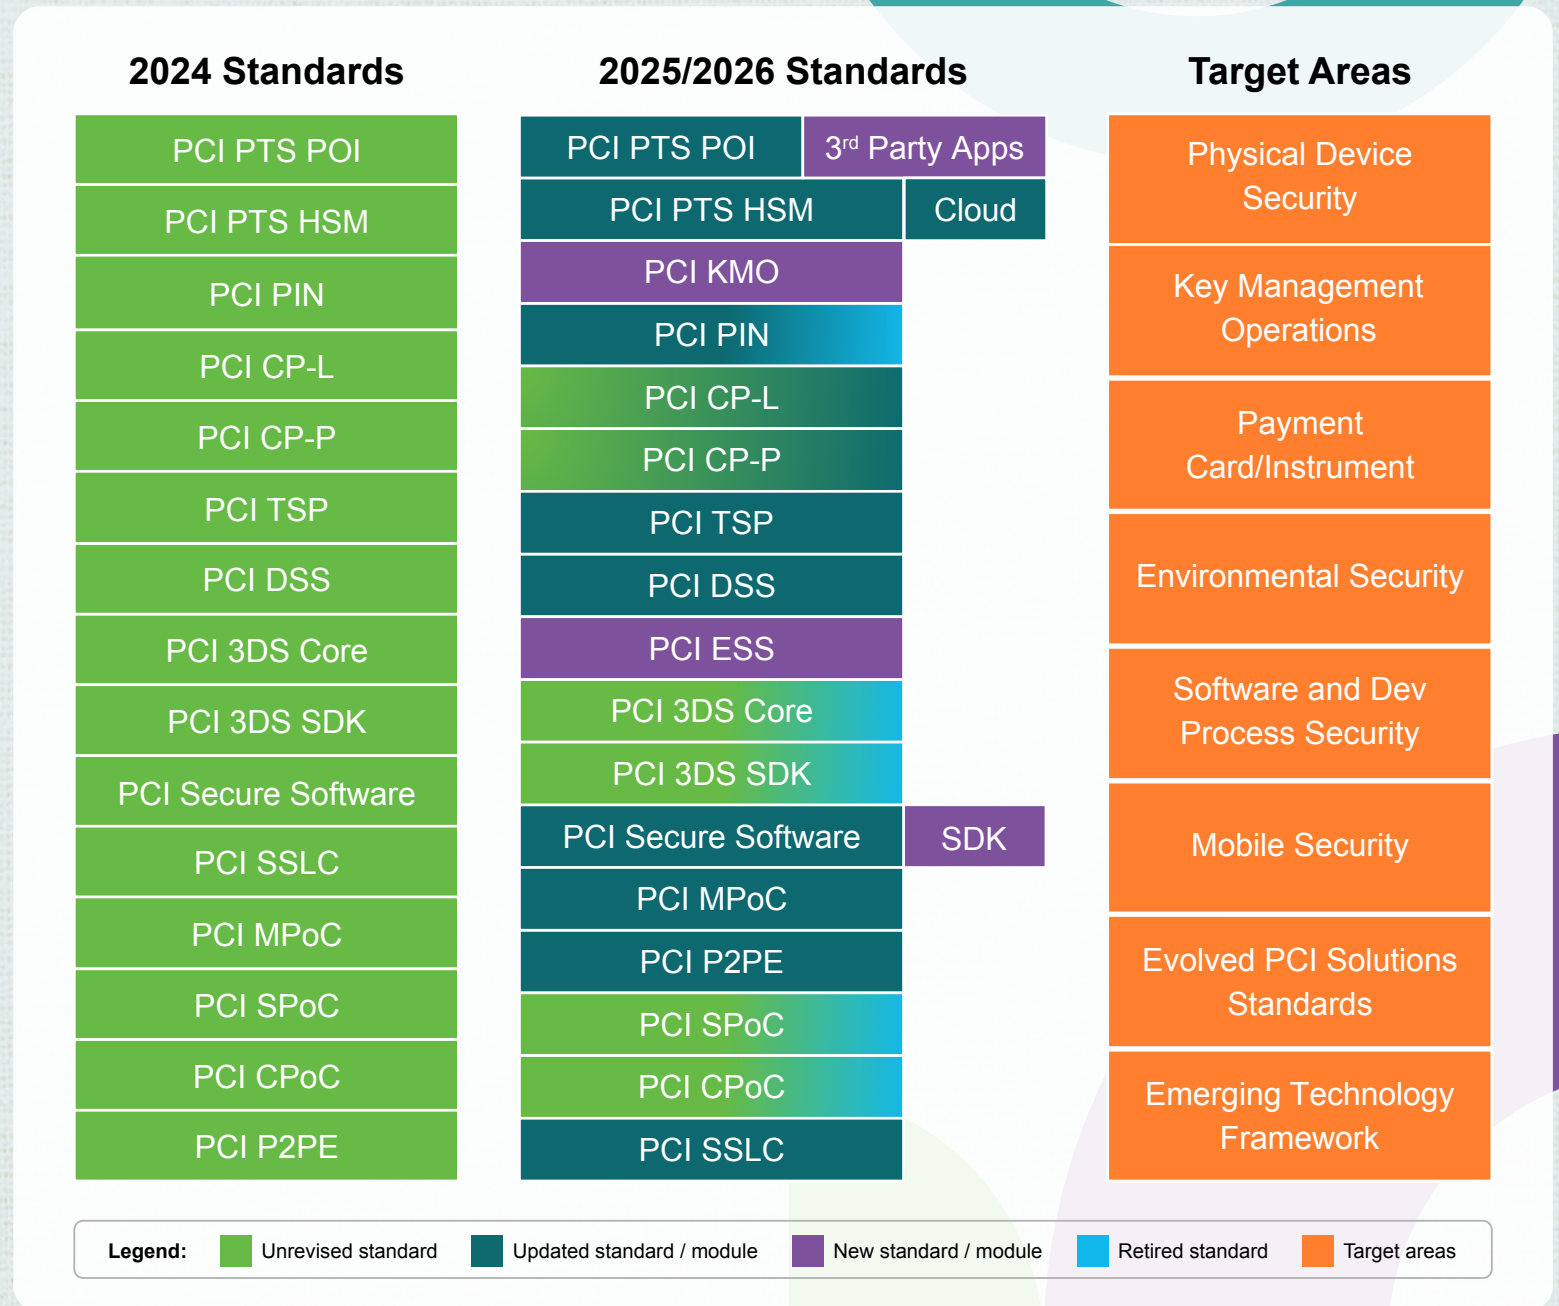 2024 Standards
PCI PTS POI
PCI PTS HSM
PCI PIN
PCI CP-L
PCI CP-P
PCI TSP
PCI DSS
PCI 3DS Core
PCI 3DS SDK
PCI Secure Software
PCI SSLC
PCI MPoC
PCI SPoC
PCI CPoC
PCI P2PE
2025/2026 Standards
PCI PTS POI
3rd Party Apps
PCI PTS HSM
Cloud
PCI KMO
PCI PIN
PCI CP-L
PCI CP-P
PCI TSP
PCI DSS
PCI ESS
PCI 3DS Core
PCI 3DS SDK
PCI Secure Software
SDK
PCI MPoC
PCI P2PE
PCI SPoC
PCI CPoC
PCI SSLC
Target Areas
Physical Device
Security
Key Management
Operations
Payment
Card/Instrument
Environmental Security
Software and Dev
Process Security
Mobile Security
Evolved PCI Solutions
Standards
Emerging Technology
Framework
Legend:
Unrevised standard
Updated standard / module
New standard / module
Retired standard
Target areas